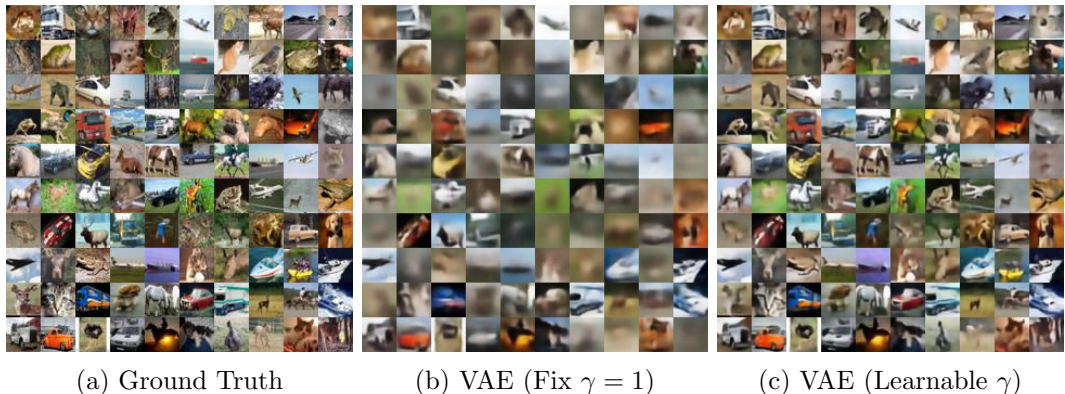 (a) Ground Truth
(b) VAE (Fix γ = 1)
(c) VAE (Learnable γ)